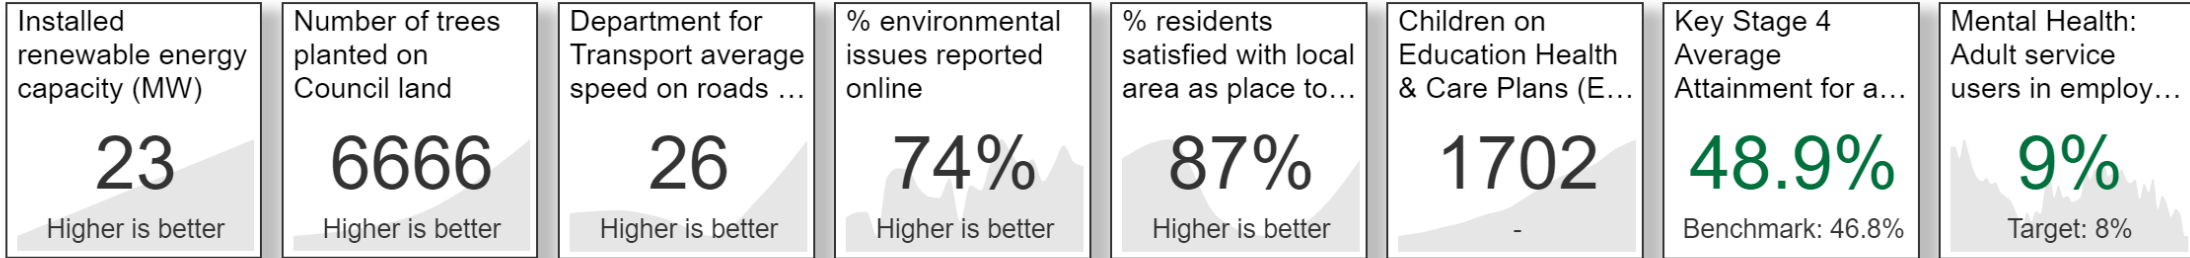 Installed
renewable energy
capacity (MW)
23
Higher is better
Number of trees
planted on
Council land
6666
Higher is better
Department for
Transport average
speed on roads ...
26
Higher is better
% environmental
issues reported
online
74%
Higher is better
% residents
satisfied with local
area as place to...
87%
Higher is better
Children on
Education Health
& Care Plans (E...
1702
-
Key Stage 4
Average
Attainment for a...
48.9%
Benchmark: 46.8%
Mental Health:
Adult service
users in employ...
9%
Target: 8%